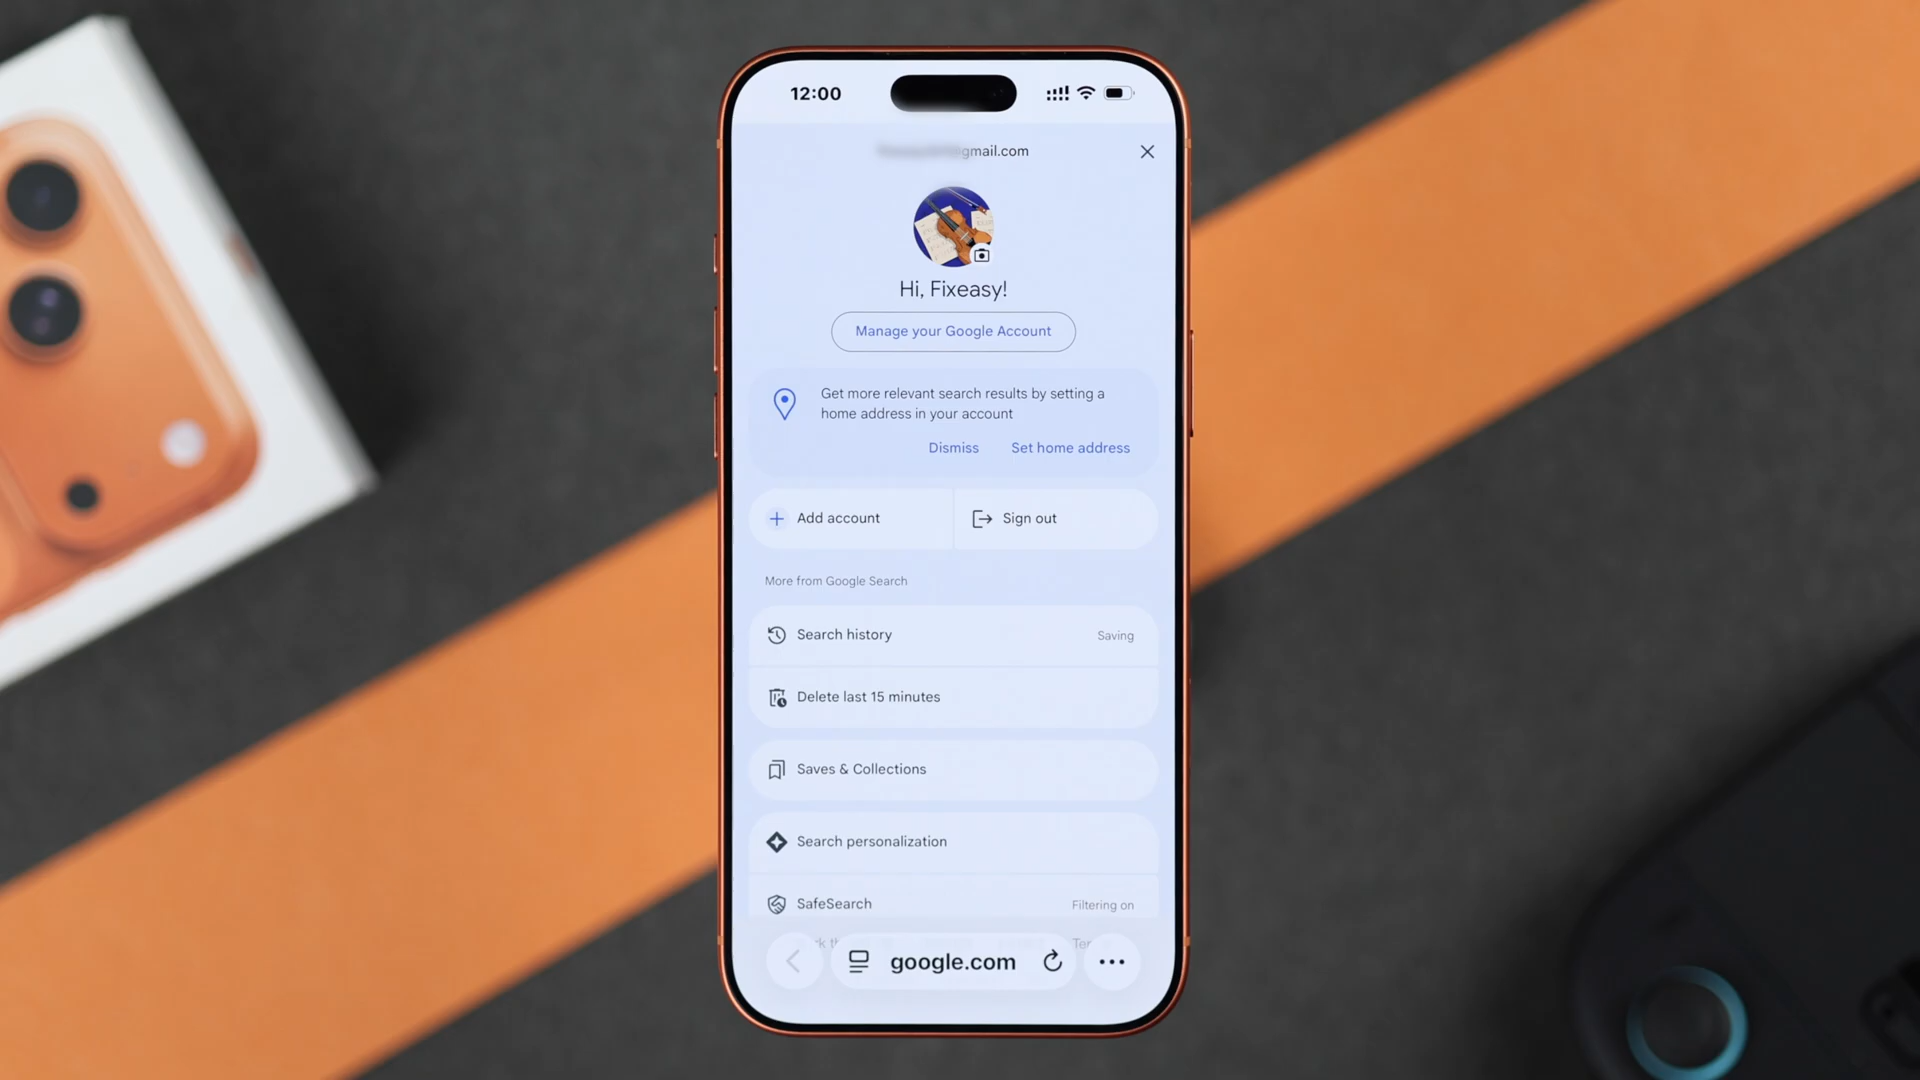 12:00
gmail.com
Hi, Fixeasy!
Manage your Google Account
Get more relevant search results by setting a
home address in your account
Dismiss Set home address
Add account Sign out
More from Google Search
Search history Saving
Delete last 15 minutes
Saves & Collections
Search personalization
SafeSearch Filtering on
google.com